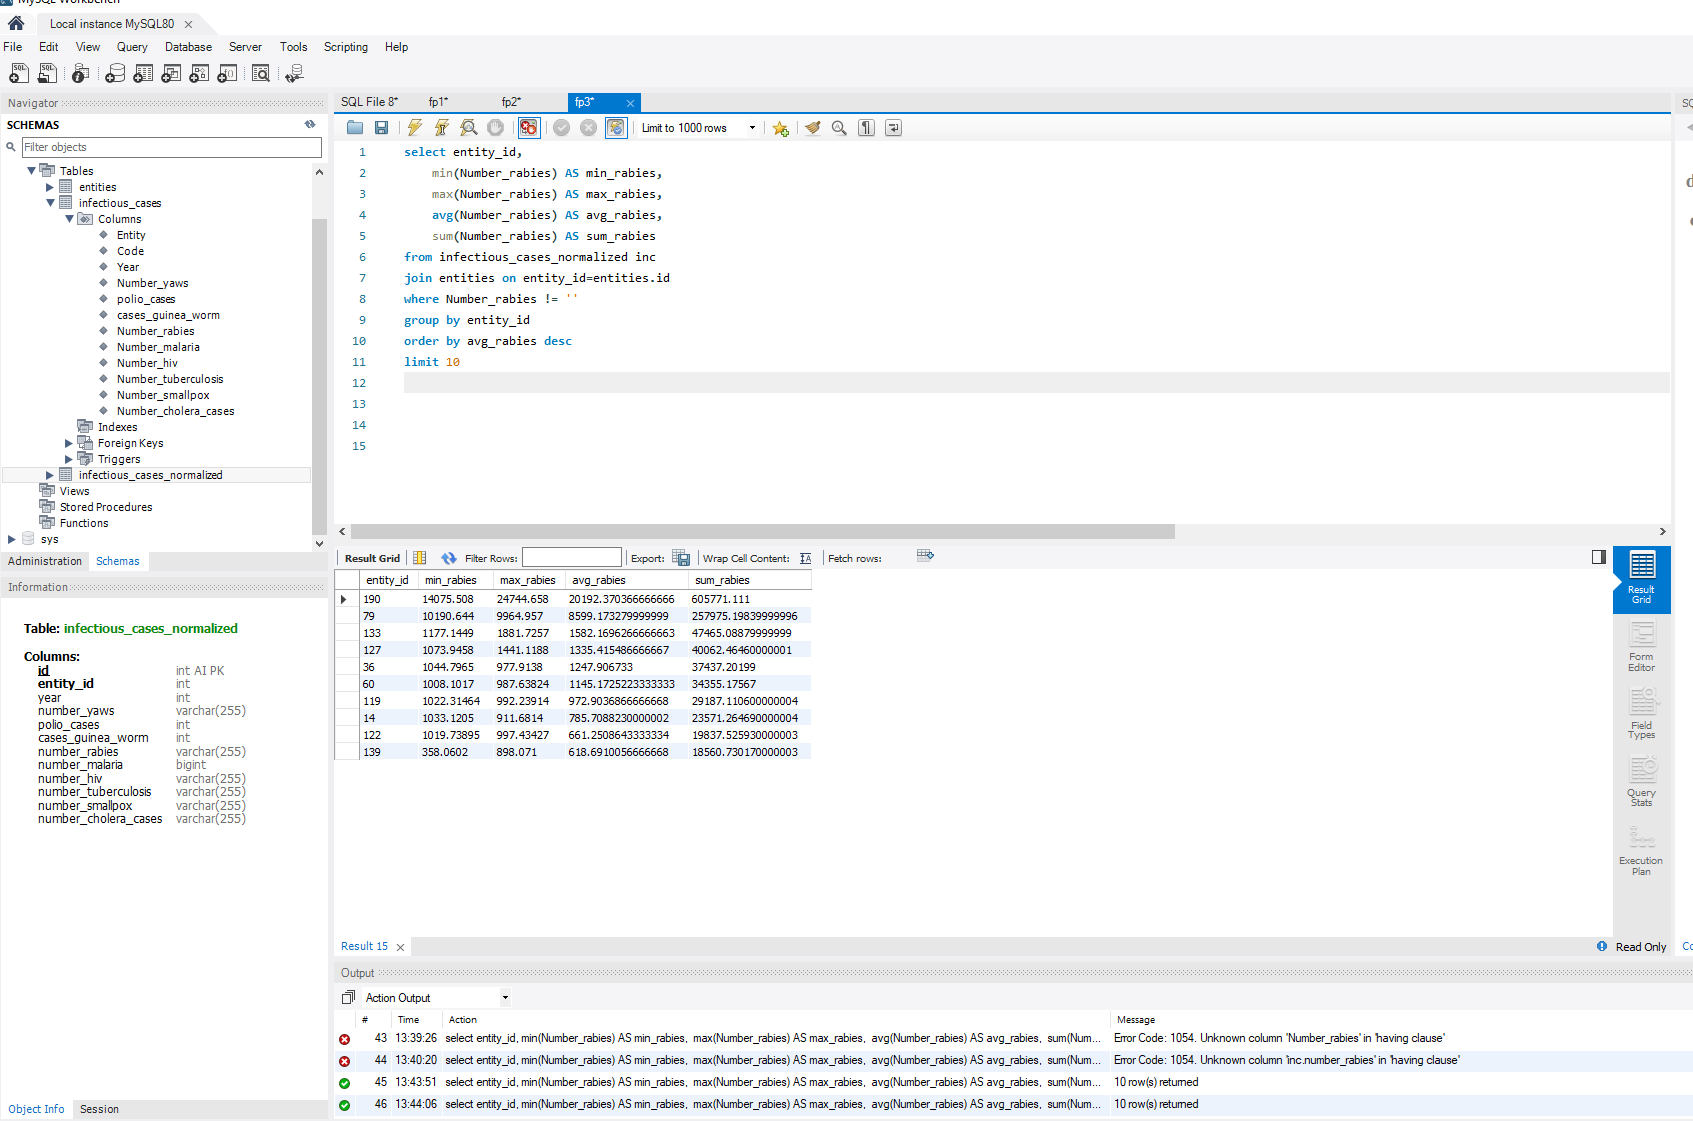 MySQL Workbench
Local instance MySQL80
File Edit View Query Database Server Tools Scripting Help
Navigator
SCHEMAS
Filter objects
Tables
entities
infectious_cases
Columns
Entity
Code
Year
Number_yaws
polio_cases
cases_guinea_worm
Number_rabies
Number_malaria
Number_hiv
Number_tuberculosis
Number_smallpox
Number_cholera_cases
Indexes
Foreign Keys
Triggers
infectious_cases_normalized
Views
Stored Procedures
Functions
sys
Administration Schemas
Information
Table: infectious_cases_normalized
Columns:
id int AI PK
entity_id int
year int
number_yaws varchar(255)
polio_cases int
cases_guinea_worm int
number_rabies varchar(255)
number_malaria bigint
number_hiv varchar(255)
number_tuberculosis varchar(255)
number_smallpox varchar(255)
number_cholera_cases varchar(255)
Object Info Session
SQL File 8* fp1* fp2* fp3*
Limit to 1000 rows
1 select entity_id,
2 min(Number_rabies) AS min_rabies,
3 max(Number_rabies) AS max_rabies,
4 avg(Number_rabies) AS avg_rabies,
5 sum(Number_rabies) AS sum_rabies
6 from infectious_cases_normalized inc
7 join entities on entity_id=entities.id
8 where Number_rabies != ''
9 group by entity_id
10 order by avg_rabies desc
11 limit 10
12
13
14
15
Result Grid Filter Rows: Export: Wrap Cell Content: Fetch rows:
entity_id min_rabies max_rabies avg_rabies sum_rabies
190 14075.508 24744.658 20192.370366666666 605771.111
79 10190.644 9964.957 8599.173279999999 257975.19839999996
133 1177.1449 1881.7257 1582.1696266666663 47465.08879999999
127 1073.9458 1441.1188 1335.415486666667 40062.46460000001
36 1044.7965 977.9138 1247.906733 37437.20199
60 1008.1017 987.63824 1145.1725223333333 34355.17567
119 1022.31464 992.23914 972.9036866666668 29187.110600000004
14 1033.1205 911.6814 785.7088230000002 23571.264690000004
122 1019.73895 997.43427 661.2508643333334 19837.525930000003
139 358.0602 898.071 618.6910056666668 18560.730170000003
Result Grid
Form Editor
Field Types
Query Stats
Execution Plan
Result 15
Read Only
Output
Action Output
# Time Action Message
43 13:39:26 select entity_id, min(Number_rabies) AS min_rabies, max(Number_rabies) AS max_rabies, avg(Number_rabies) AS avg_rabies, sum(Num... Error Code: 1054. Unknown column 'Number_rabies' in 'having clause'
44 13:40:20 select entity_id, min(Number_rabies) AS min_rabies, max(Number_rabies) AS max_rabies, avg(Number_rabies) AS avg_rabies, sum(Num... Error Code: 1054. Unknown column 'inc.number_rabies' in 'having clause'
45 13:43:51 select entity_id, min(Number_rabies) AS min_rabies, max(Number_rabies) AS max_rabies, avg(Number_rabies) AS avg_rabies, sum(Num... 10 row(s) returned
46 13:44:06 select entity_id, min(Number_rabies) AS min_rabies, max(Number_rabies) AS max_rabies, avg(Number_rabies) AS avg_rabies, sum(Num... 10 row(s) returned